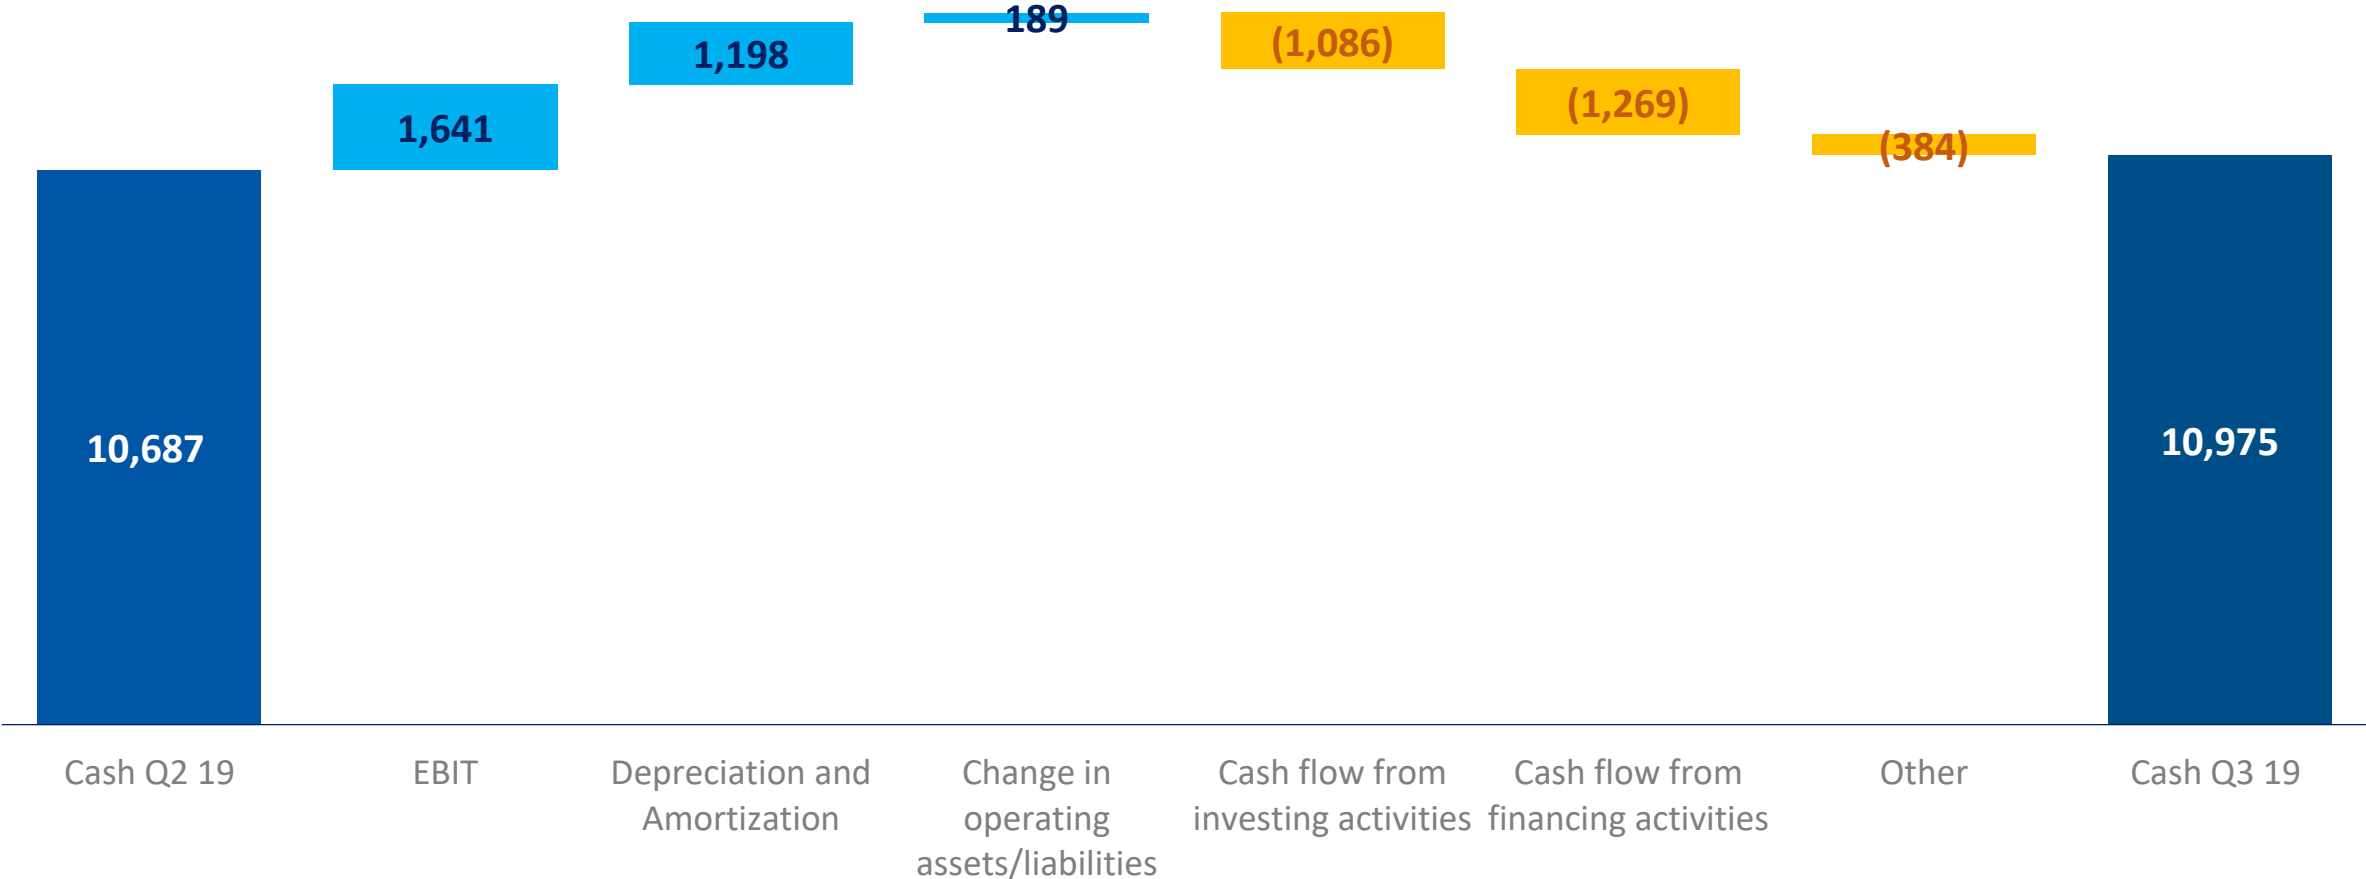 189
1,198
(1,086)
(1,269)
1,641
(384)
10,687
10,975
Cash Q2 19
EBIT
Depreciation and
Amortization
Change in
operating
assets/liabilities
Cash flow from
investing activities
Cash flow from
financing activities
Other
Cash Q3 19